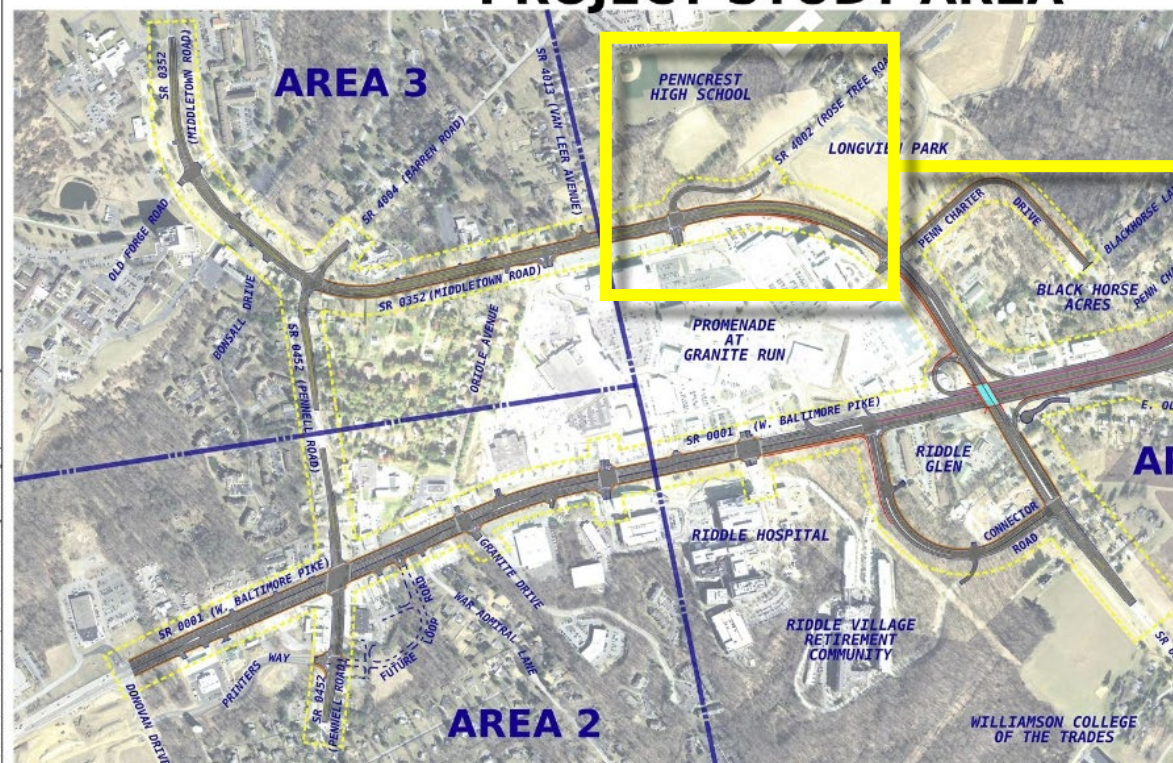 PROJECT STUDY AREA
AREA 3
SR 0352
(MIDDLETOWN ROAD)
SR 4013 (VAN LEER AVENUE)
PENNCREST
HIGH SCHOOL
SR 4002 (ROSE TREE ROA
LONGVIEW PARK
SR 4004 (BARREN ROAD)
OLD FORGE ROAD
PENN CHARTER
DRIVE
BLACKHORSE LA
BLACK HORSE
ACRES
PENN CH
SR 0352 (MIDDLETOWN ROAD)
BONSALL DRIVE
ORIOLE AVENUE
PROMENADE
AT
GRANITE RUN
SR 0452 (PENNELL ROAD)
SR 0001 (W. BALTIMORE PIKE)
E. OL
RIDDLE
GLEN
A
RIDDLE HOSPITAL
CONNECTOR
ROAD
SR 0001 (W. BALTIMORE PIKE)
GRANITE DRIVE
WAR ADMIRAL LANE
FUTURE
LOOP
ROAD
RIDDLE VILLAGE
RETIREMENT
COMMUNITY
PRINTERS WAY
SR 0452
(PENNELL ROAD)
DONOVAN DRIVE
AREA 2
WILLIAMSON COLLEGE
OF THE TRADES